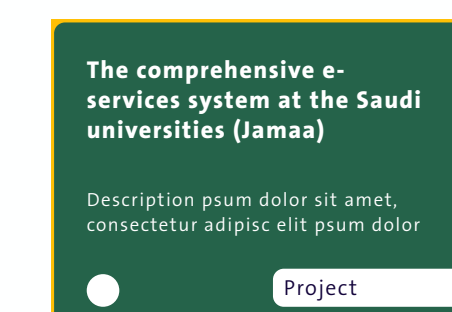 The comprehensive e-
services system at the Saudi
universities (Jamaa)
Description psum dolor sit amet,
consectetur adipisc elit psum dolor
Project